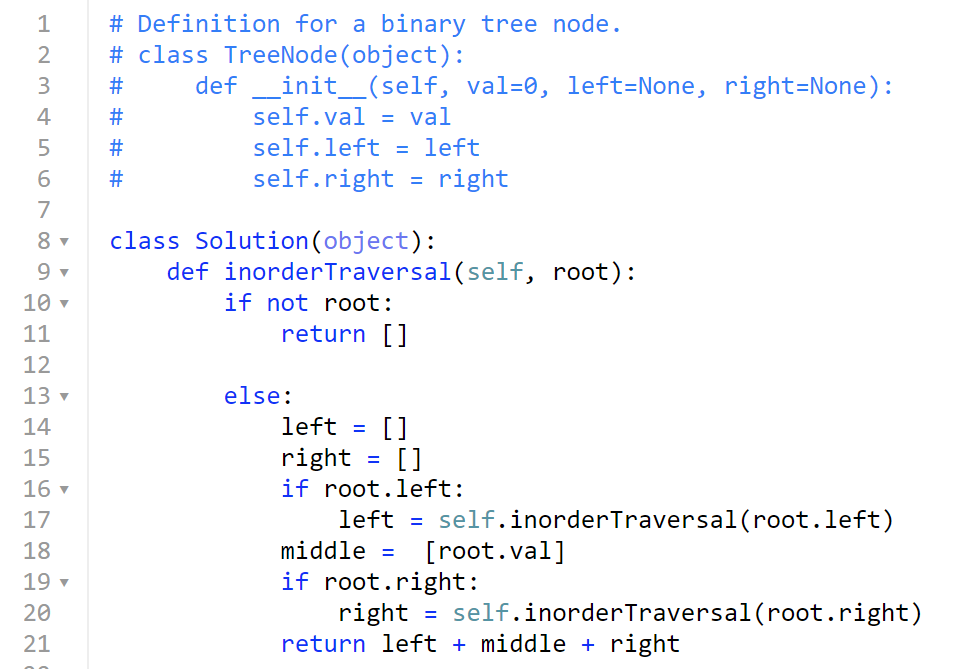 1 # Definition for a binary tree node.
2 # class TreeNode(object):
3 #     def __init__(self, val=0, left=None, right=None):
4 #         self.val = val
5 #         self.left = left
6 #         self.right = right
7
8 class Solution(object):
9     def inorderTraversal(self, root):
10         if not root:
11             return []
12
13         else:
14             left = []
15             right = []
16             if root.left:
17                 left = self.inorderTraversal(root.left)
18             middle =  [root.val]
19             if root.right:
20                 right = self.inorderTraversal(root.right)
21             return left + middle + right